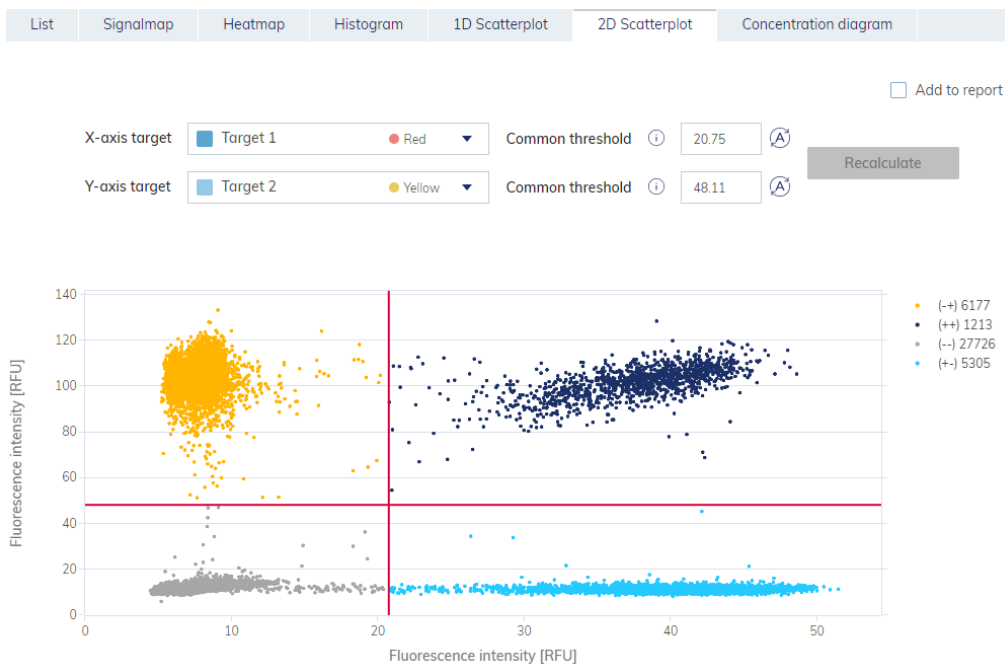 List Signalmap Heatmap Histogram 1D Scatterplot 2D Scatterplot Concentration diagram
Add to report
X-axis target Target 1 Red Common threshold i 20.75 A
Recalculate
Y-axis target Target 2 Yellow Common threshold i 48.11 A
Fluorescence intensity [RFU]
140
120
100
80
60
40
20
0
0 10 20 30 40 50
Fluorescence intensity [RFU]
(-+) 6177
(++) 1213
(--) 27726
(+-) 5305